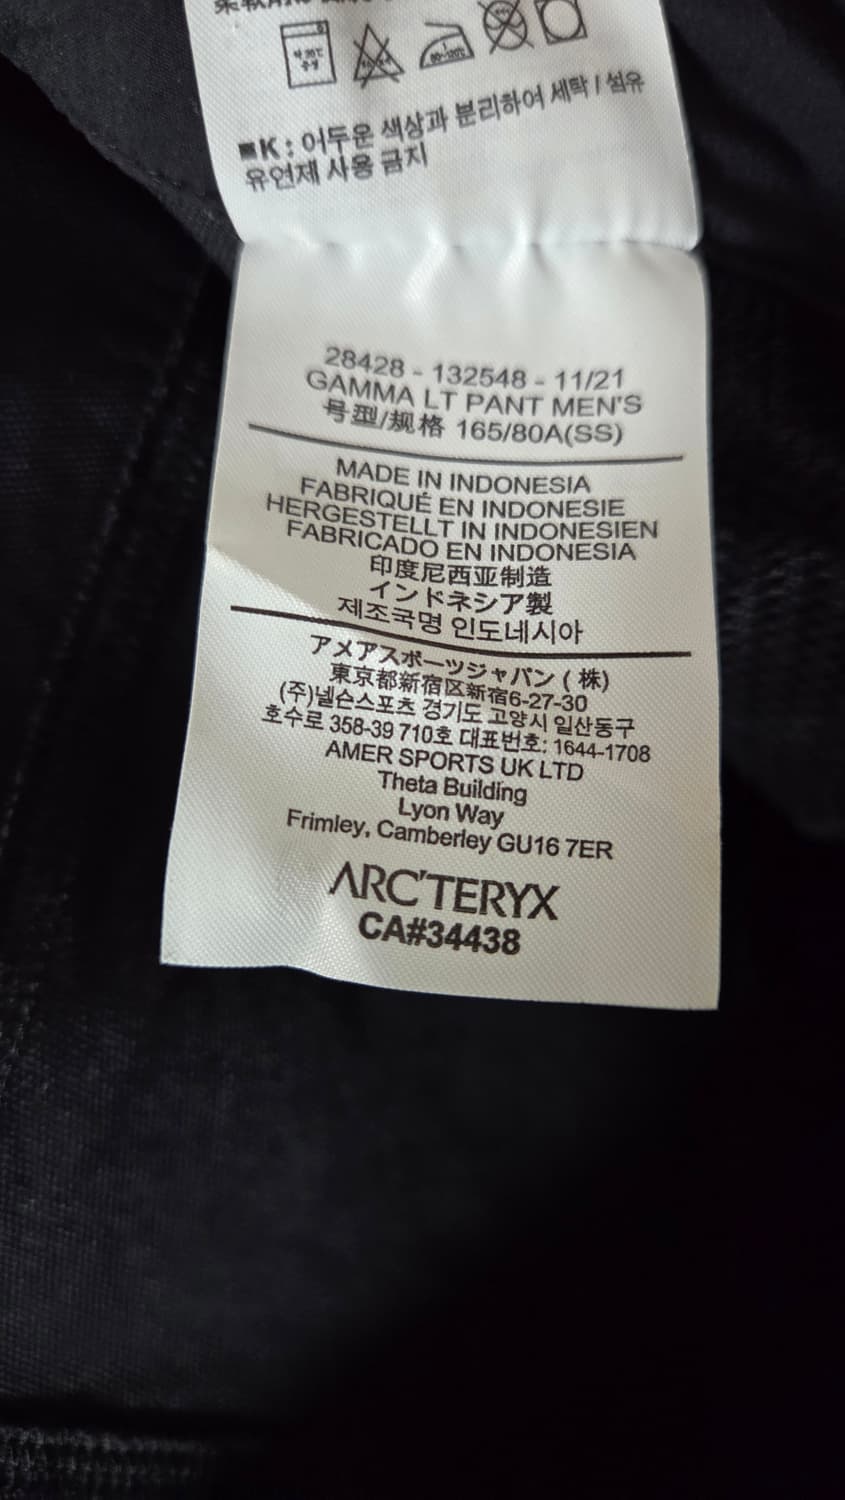 ■K : 어두운 색상과 분리하여 세탁 / 섬유
유연제 사용 금지
28428 - 132548 - 11/21
GAMMA LT PANT MEN'S
号型/规格 165/80A(SS)
MADE IN INDONESIA
FABRIQUÉ EN INDONESIE
HERGESTELLT IN INDONESIEN
FABRICADO EN INDONESIA
印度尼西亚制造
インドネシア製
제조국명 인도네시아
アメアスポーツジャパン ( 株)
東京都新宿区新宿6-27-30
(주)넬슨스포츠 경기도 고양시 일산동구
호수로 358-39 710호 대표번호: 1644-1708
AMER SPORTS UK LTD
Theta Building
Lyon Way
Frimley, Camberley GU16 7ER
ARC'TERYX
CA#34438